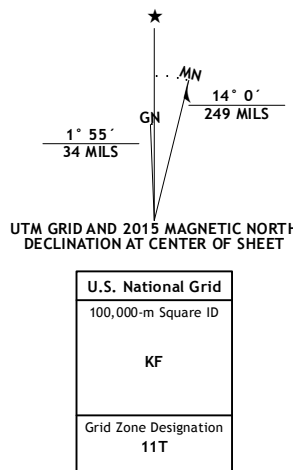 ★
MN
GN
14° 0´
249 MILS
1° 55´
34 MILS
UTM GRID AND 2015 MAGNETIC NORTH
DECLINATION AT CENTER OF SHEET
U.S. National Grid
100,000-m Square ID
KF
Grid Zone Designation
11T